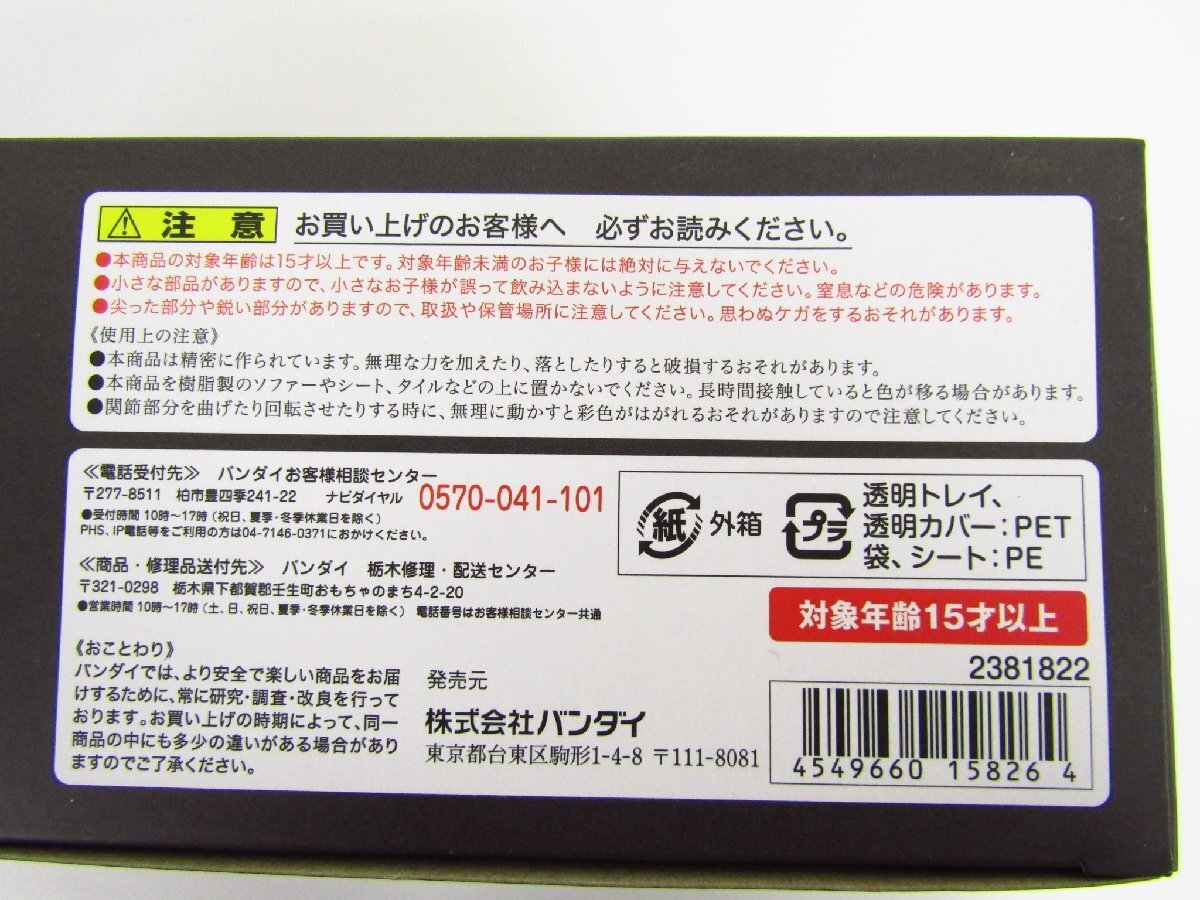 注 意 お買い上げのお客様へ 必ずお読みください。
●本商品の対象年齢は15才以上です。対象年齢未満のお子様には絶対に与えないでください。
●小さな部品がありますので、小さなお子様が誤って飲み込まないように注意してください。窒息などの危険があります。
●尖った部分や鋭い部分がありますので、取扱や保管場所に注意してください。思わぬケガをするおそれがあります。
《使用上の注意》
●本商品は精密に作られています。無理な力を加えたり、落としたりすると破損するおそれがあります。
●本商品を樹脂製のソファーやシート、タイルなどの上に置かないでください。長時間接触していると色が移る場合があります。
●関節部分を曲げたり回転させたりする時に、無理に動かすと彩色がはがれるおそれがありますので注意してください。
≪電話受付先≫ バンダイお客様相談センター
〒277-8511 柏市豊四季241-22 ナビダイヤル 0570-041-101
●受付時間 10時〜17時（祝日、夏季・冬季休業日を除く）
PHS、IP電話等をご利用の方は04-7146-0371におかけください。
≪商品・修理品送付先≫ バンダイ 栃木修理・配送センター
〒321-0298 栃木県下都賀郡壬生町おもちゃのまち4-2-20
●営業時間 10時〜17時（土、日、祝日、夏季・冬季休業日を除く） 電話番号はお客様相談センター共通
《おことわり》
バンダイでは、より安全で楽しい商品をお届
けするために、常に研究・調査・改良を行って
おります。お買い上げの時期によって、同一
商品の中にも多少の違いがある場合があり
ますのでご了承ください。
発売元
株式会社バンダイ
東京都台東区駒形1-4-8 〒111-8081
紙 外箱
プラ 透明トレイ、
透明カバー：PET
袋、シート：PE
対象年齢15才以上
2381822
4549660 15826 4